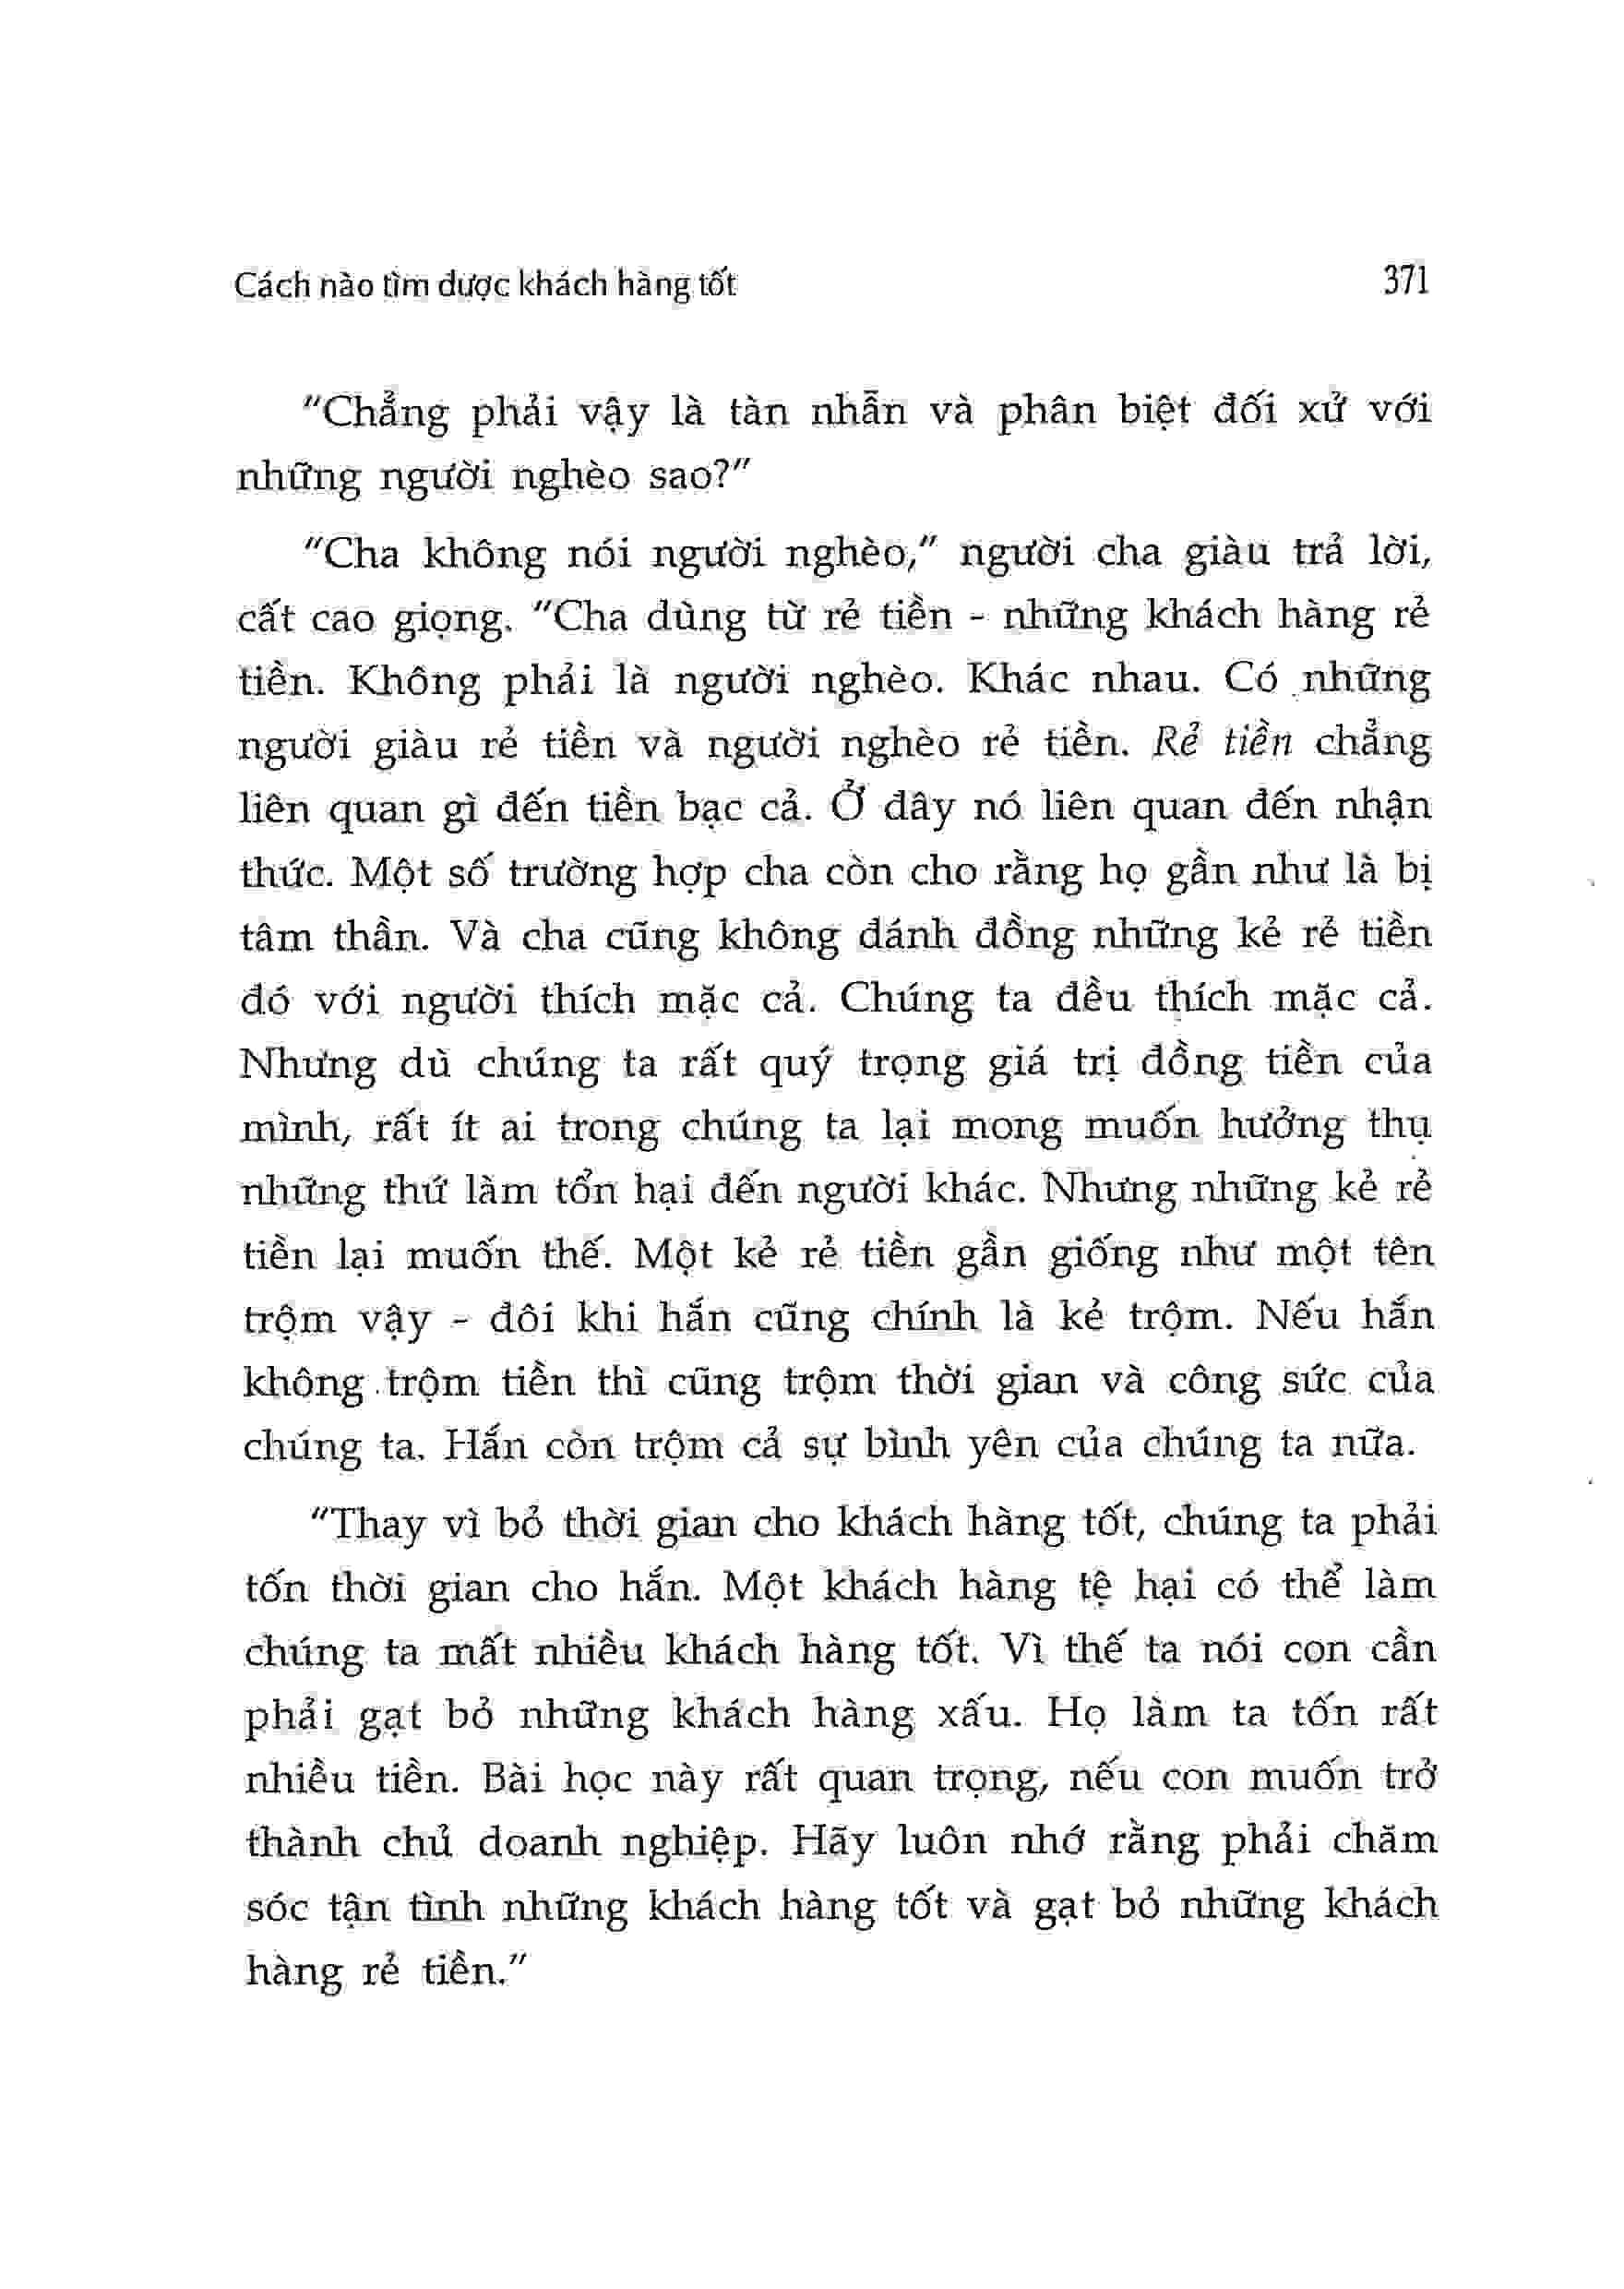 Cách nào tìm được khách hàng tốt 371
"Chẳng phải vậy là tàn nhẫn và phân biệt đối xử với
những người nghèo sao?"
"Cha không nói người nghèo," người cha giàu trả lời,
cất cao giọng. "Cha dùng từ rẻ tiền - những khách hàng rẻ
tiền. Không phải là người nghèo. Khác nhau. Có những
người giàu rẻ tiền và người nghèo rẻ tiền. Rẻ tiền chẳng
liên quan gì đến tiền bạc cả. Ở đây nó liên quan đến nhận
thức. Một số trường hợp cha còn cho rằng họ gần như là bị
tâm thần. Và cha cũng không đánh đồng những kẻ rẻ tiền
đó với người thích mặc cả. Chúng ta đều thích mặc cả.
Nhưng dù chúng ta rất quý trọng giá trị đồng tiền của
mình, rất ít ai trong chúng ta lại mong muốn hưởng thụ
những thứ làm tổn hại đến người khác. Nhưng những kẻ rẻ
tiền lại muốn thế. Một kẻ rẻ tiền gần giống như một tên
trộm vậy - đôi khi hắn cũng chính là kẻ trộm. Nếu hắn
không trộm tiền thì cũng trộm thời gian và công sức của
chúng ta. Hắn còn trộm cả sự bình yên của chúng ta nữa.
"Thay vì bỏ thời gian cho khách hàng tốt, chúng ta phải
tốn thời gian cho hắn. Một khách hàng tệ hại có thể làm
chúng ta mất nhiều khách hàng tốt. Vì thế ta nói con cần
phải gạt bỏ những khách hàng xấu. Họ làm ta tốn rất
nhiều tiền. Bài học này rất quan trọng, nếu con muốn trở
thành chủ doanh nghiệp. Hãy luôn nhớ rằng phải chăm
sóc tận tình những khách hàng tốt và gạt bỏ những khách
hàng rẻ tiền."